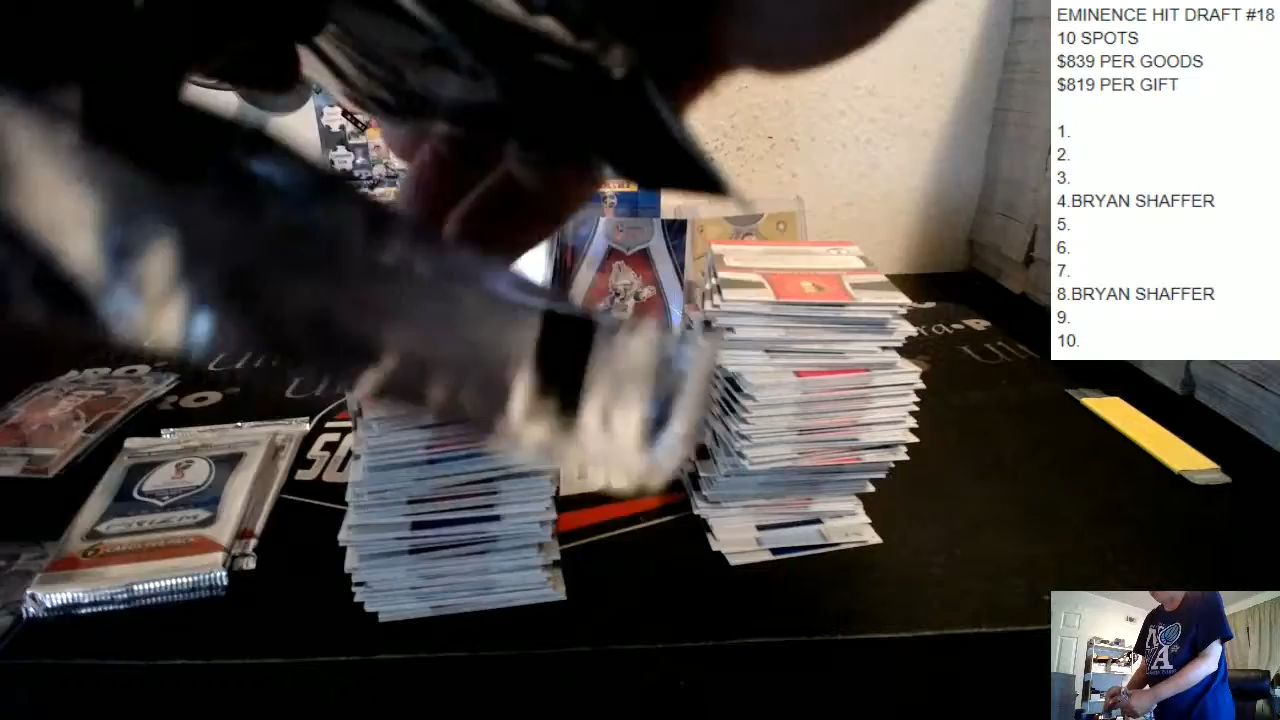 EMINENCE HIT DRAFT #18
10 SPOTS
$839 PER GOODS
$819 PER GIFT
1.
2.
3.
4.BRYAN SHAFFER
5.
6.
7.
8.BRYAN SHAFFER
9.
10.
PRIZM